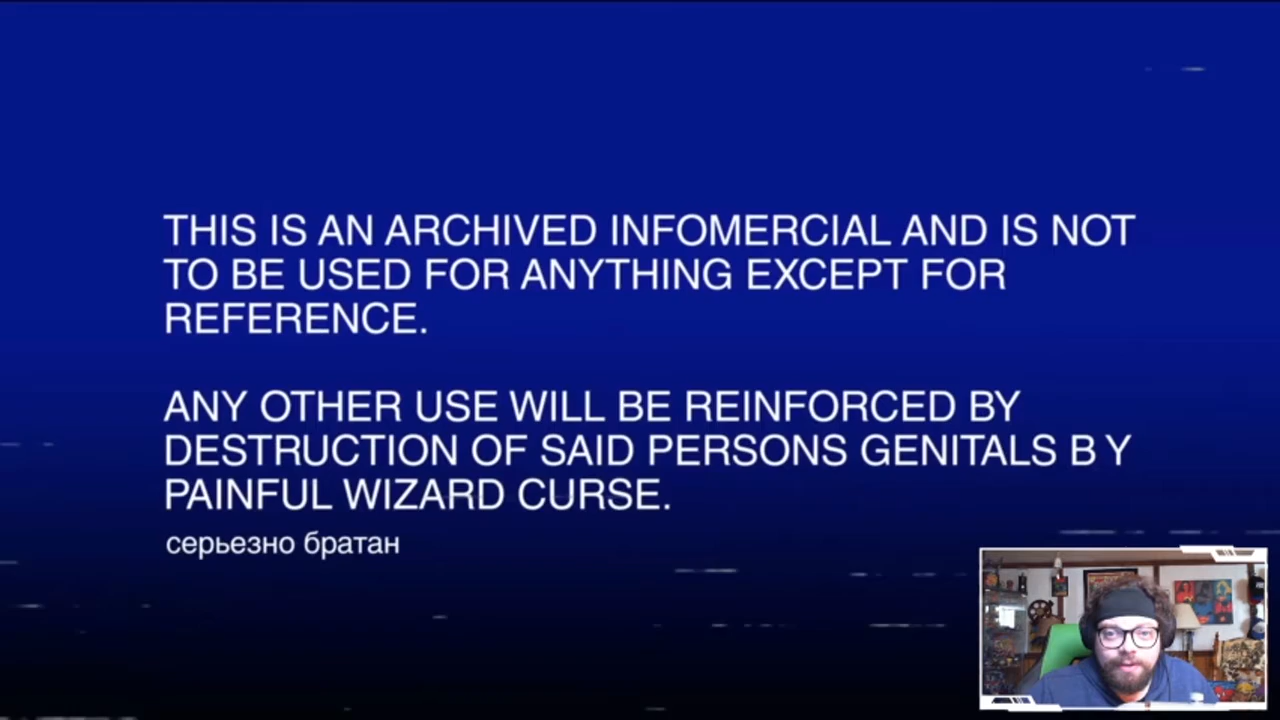 THIS IS AN ARCHIVED INFOMERCIAL AND IS NOT
TO BE USED FOR ANYTHING EXCEPT FOR
REFERENCE.
ANY OTHER USE WILL BE REINFORCED BY
DESTRUCTION OF SAID PERSONS GENITALS B Y
PAINFUL WIZARD CURSE.
серьезно братан